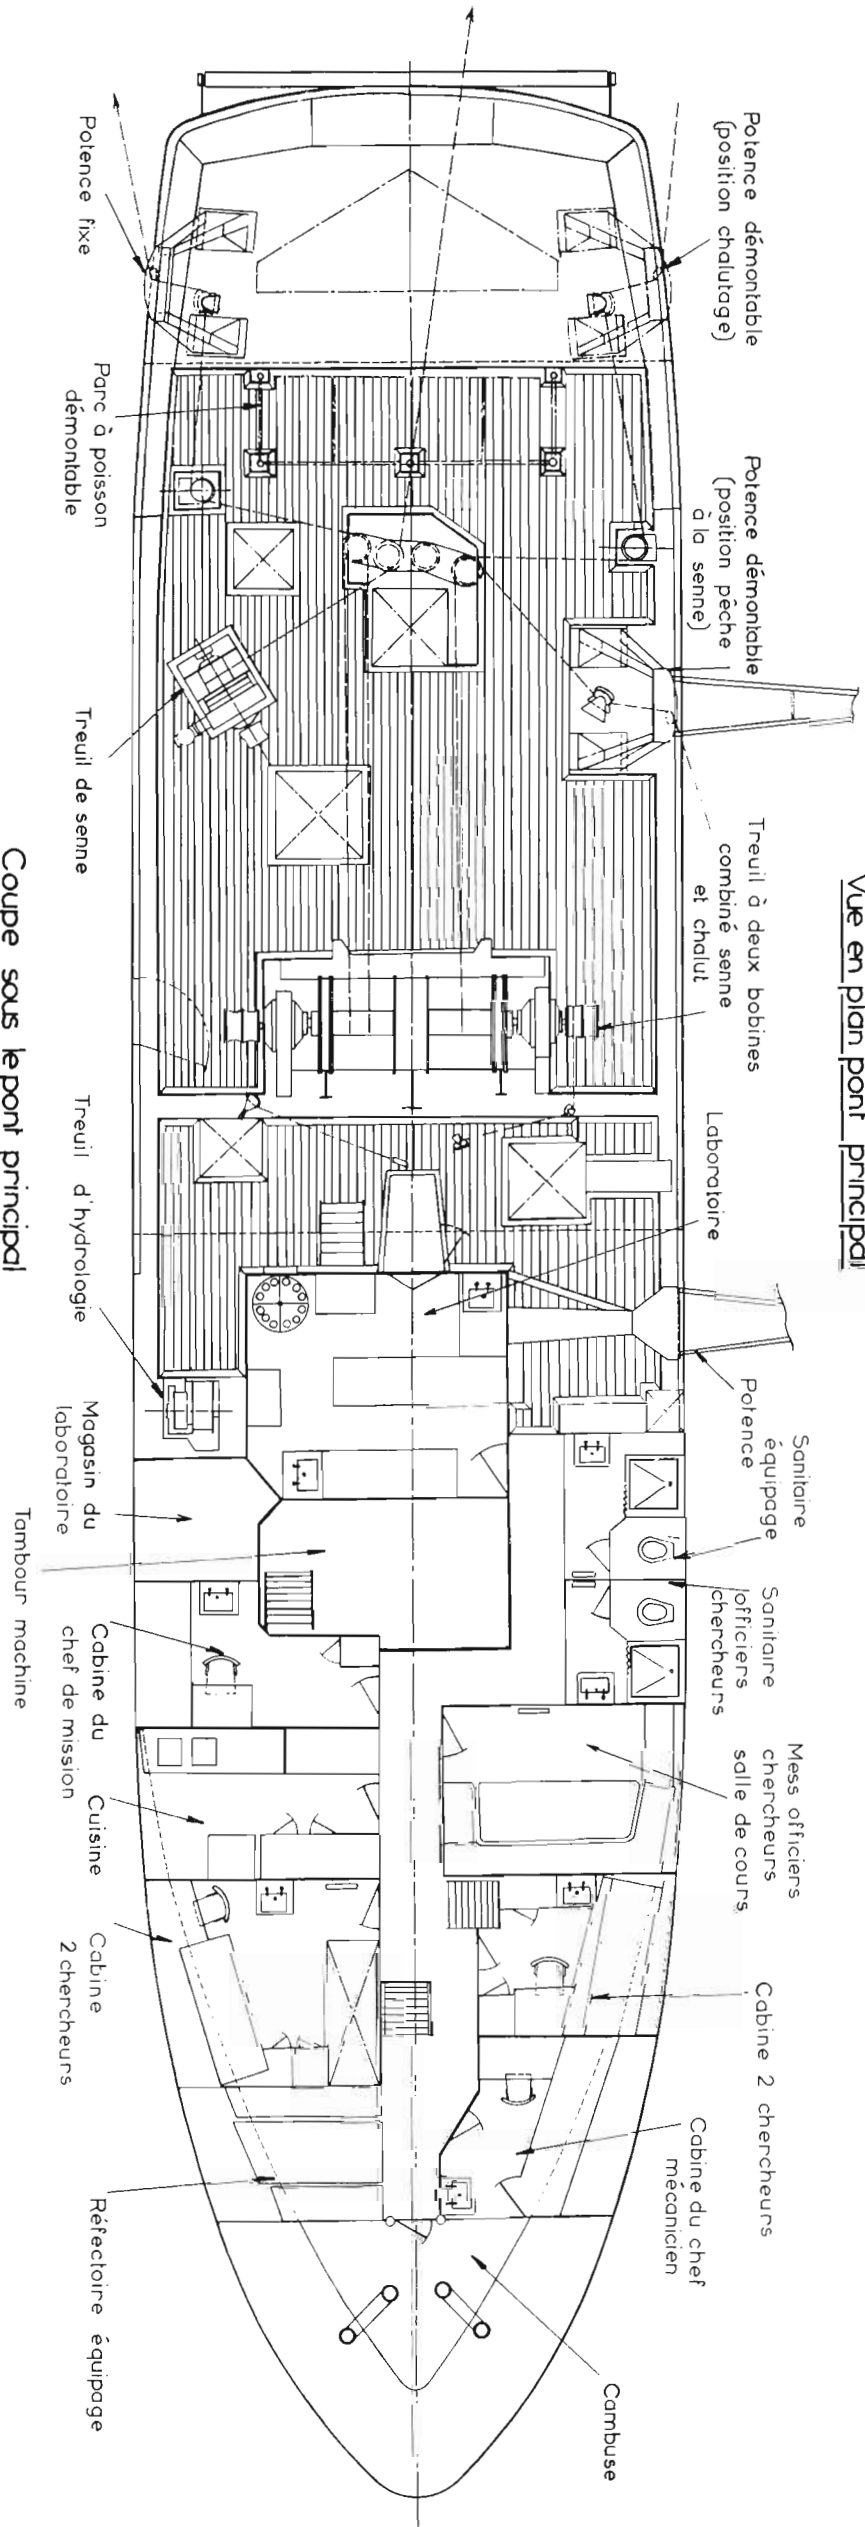 Vue en plan pont principal
Potence démontable
(position chalutage)
Potence démontable
(position pêche
à la senne)
Treuil à deux bobines
combiné senne
et chalut
Laboratoire
Potence
Sanitaire
équipage
Sanitaire
officiers
chercheurs
Mess officiers
chercheurs
salle de cours
Cabine 2 chercheurs
Cabine du chef
mécanicien
Cambuse
Potence fixe
Parc à poisson
démontable
Treuil de senne
Treuil d'hydrologie
Magasin du
laboratoire
Tambour machine
Cabine du
chef de mission
Cuisine
Cabine
2 chercheurs
Réfectoire équipage
Coupe sous le pont principal